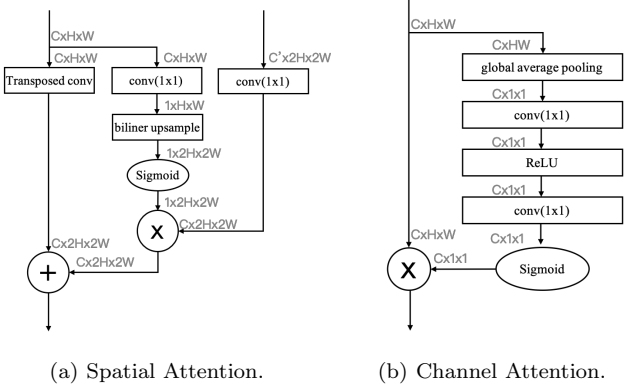 CxHxW
CxHxW
CxHxW
C'x2Hx2W
Transposed conv
conv(1x1)
conv(1x1)
1xHxW
biliner upsample
1x2Hx2W
Sigmoid
1x2Hx2W
X
Cx2Hx2W
Cx2Hx2W
Cx2Hx2W
+
(a) Spatial Attention.
CxHxW
CxHW
global average pooling
Cx1x1
conv(1x1)
Cx1x1
ReLU
Cx1x1
conv(1x1)
CxHxW
Cx1x1
X
Cx1x1
Sigmoid
(b) Channel Attention.